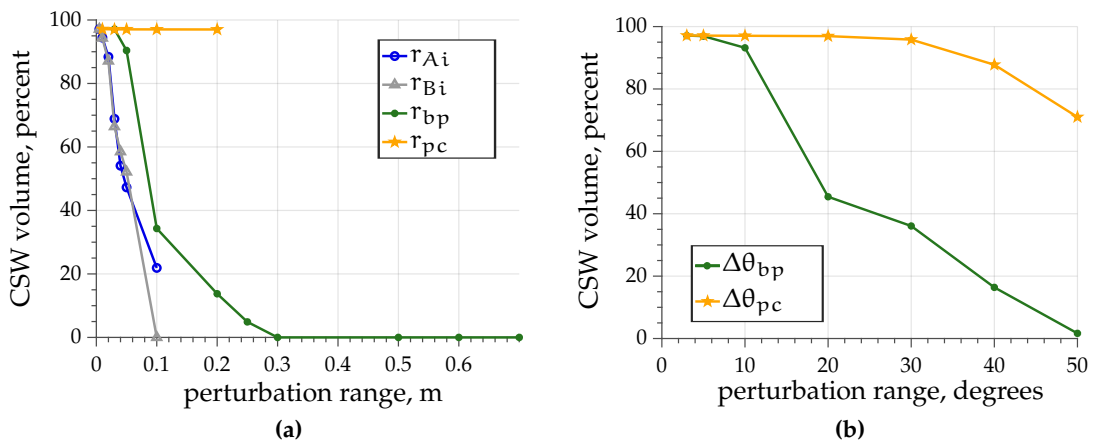 CSW volume, percent
100
80
60
40
20
0
0
0.1
0.2
0.3
0.4
0.5
0.6
perturbation range, m
r_Ai
r_Bi
r_bp
r_pc
(a)
CSW volume, percent
100
80
60
40
20
0
0
10
20
30
40
50
perturbation range, degrees
Δθ_bp
Δθ_pc
(b)